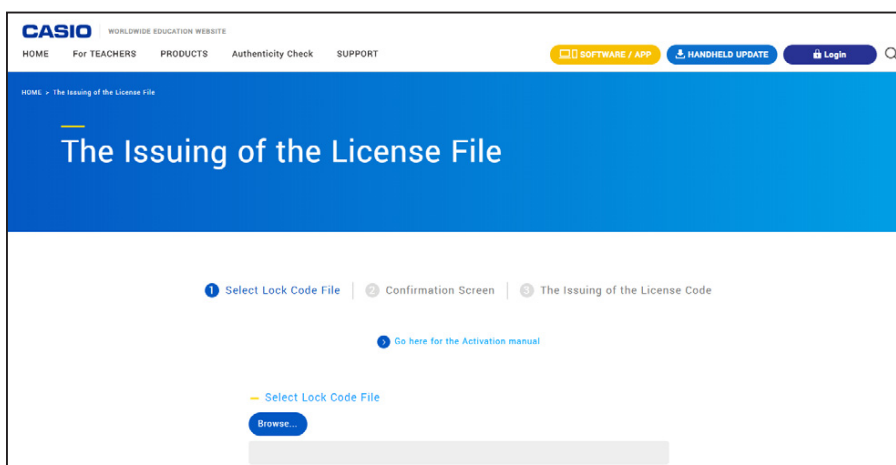 CASIO WORLDWIDE EDUCATION WEBSITE
HOME For TEACHERS PRODUCTS Authenticity Check SUPPORT SOFTWARE / APP HANDHELD UPDATE Login
HOME > The Issuing of the License File
The Issuing of the License File
1 Select Lock Code File 2 Confirmation Screen 3 The Issuing of the License Code
Go here for the Activation manual
Select Lock Code File
Browse...